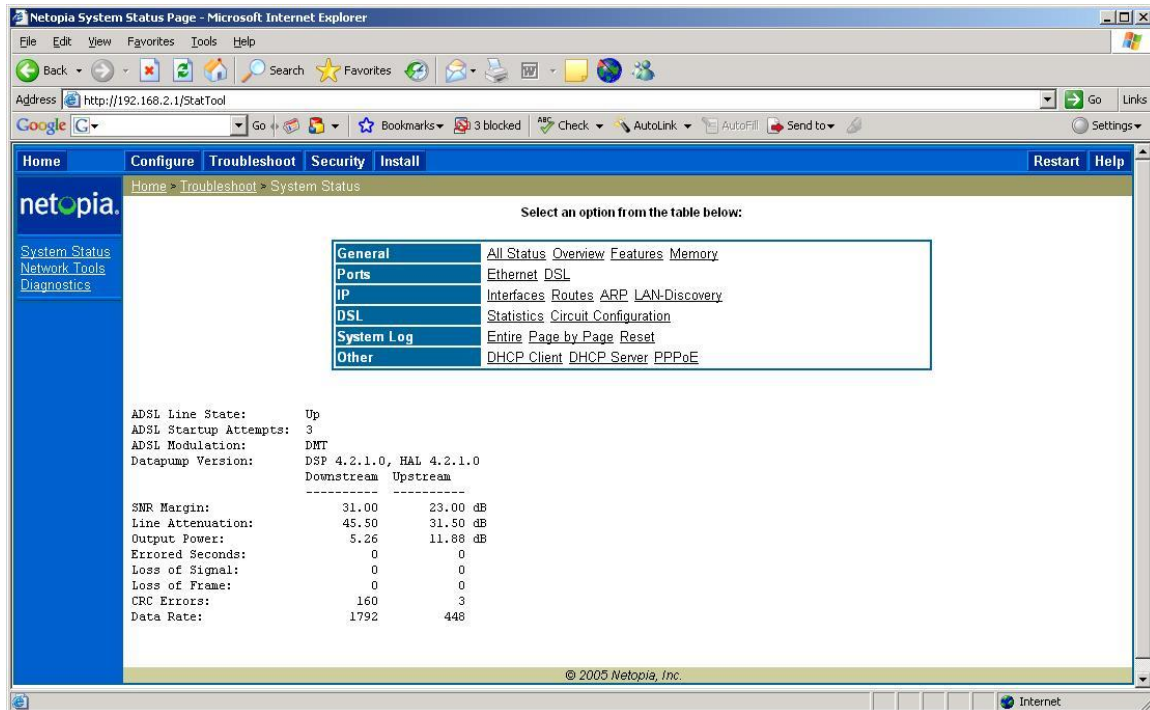 Netopia System Status Page - Microsoft Internet Explorer
File Edit View Favorites Tools Help
Back Search Favorites
Address http://192.168.2.1/StatTool Go Links
Google G Go Bookmarks 3 blocked ABC Check AutoLink AutoFill Send to Settings
Home Configure Troubleshoot Security Install Restart Help
Home > Troubleshoot > System Status
netopia.
System Status
Network Tools
Diagnostics
Select an option from the table below:
General All Status Overview Features Memory
Ports Ethernet DSL
IP Interfaces Routes ARP LAN-Discovery
DSL Statistics Circuit Configuration
System Log Entire Page by Page Reset
Other DHCP Client DHCP Server PPPoE
ADSL Line State: Up
ADSL Startup Attempts: 3
ADSL Modulation: DMT
Datapump Version: DSP 4.2.1.0, HAL 4.2.1.0
Downstream Upstream
---------- ----------
SNR Margin: 31.00 23.00 dB
Line Attenuation: 45.50 31.50 dB
Output Power: 5.26 11.88 dB
Errored Seconds: 0 0
Loss of Signal: 0 0
Loss of Frame: 0 0
CRC Errors: 160 3
Data Rate: 1792 448
© 2005 Netopia, Inc.
Internet